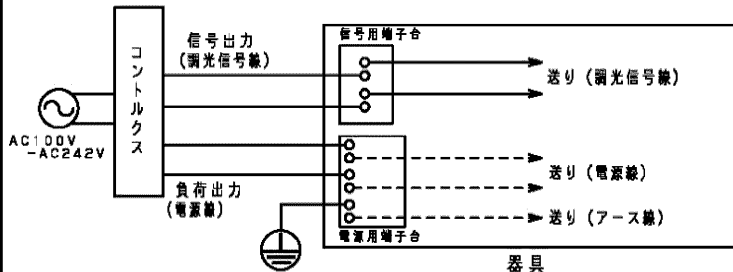 コントルクス
信号出力
(調光信号線)
信号用端子台
送り(調光信号線)
AC100V
-AC242V
負荷出力
(電源線)
送り(電源線)
送り(アース線)
電源用端子台
器具